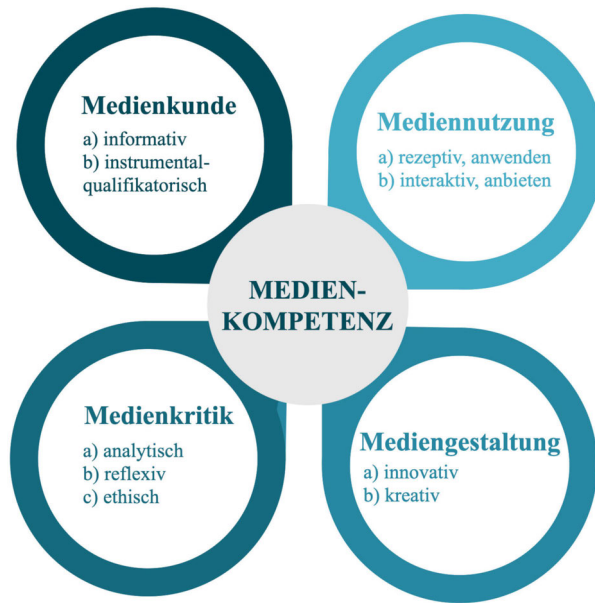 Medienkunde
a) informativ
b) instrumental-
qualifikatorisch
Mediennutzung
a) rezeptiv, anwenden
b) interaktiv, anbieten
MEDIEN-
KOMPETENZ
Medienkritik
a) analytisch
b) reflexiv
c) ethisch
Mediengestaltung
a) innovativ
b) kreativ